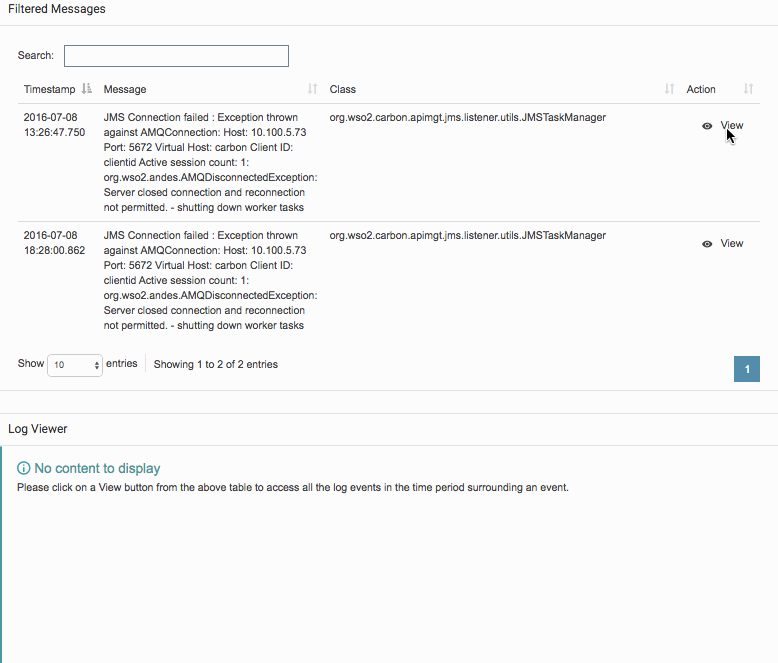 Filtered Messages
Search:
Timestamp Message Class Action
2016-07-08 JMS Connection failed : Exception thrown org.wso2.carbon.apimgt.jms.listener.utils.JMSTaskManager View
13:26:47.750 against AMQConnection: Host: 10.100.5.73
Port: 5672 Virtual Host: carbon Client ID:
clientid Active session count: 1:
org.wso2.andes.AMQDisconnectedException:
Server closed connection and reconnection
not permitted. - shutting down worker tasks
2016-07-08 JMS Connection failed : Exception thrown org.wso2.carbon.apimgt.jms.listener.utils.JMSTaskManager View
18:28:00.862 against AMQConnection: Host: 10.100.5.73
Port: 5672 Virtual Host: carbon Client ID:
clientid Active session count: 1:
org.wso2.andes.AMQDisconnectedException:
Server closed connection and reconnection
not permitted. - shutting down worker tasks
Show 10 entries Showing 1 to 2 of 2 entries 1
Log Viewer
No content to display
Please click on a View button from the above table to access all the log events in the time period surrounding an event.